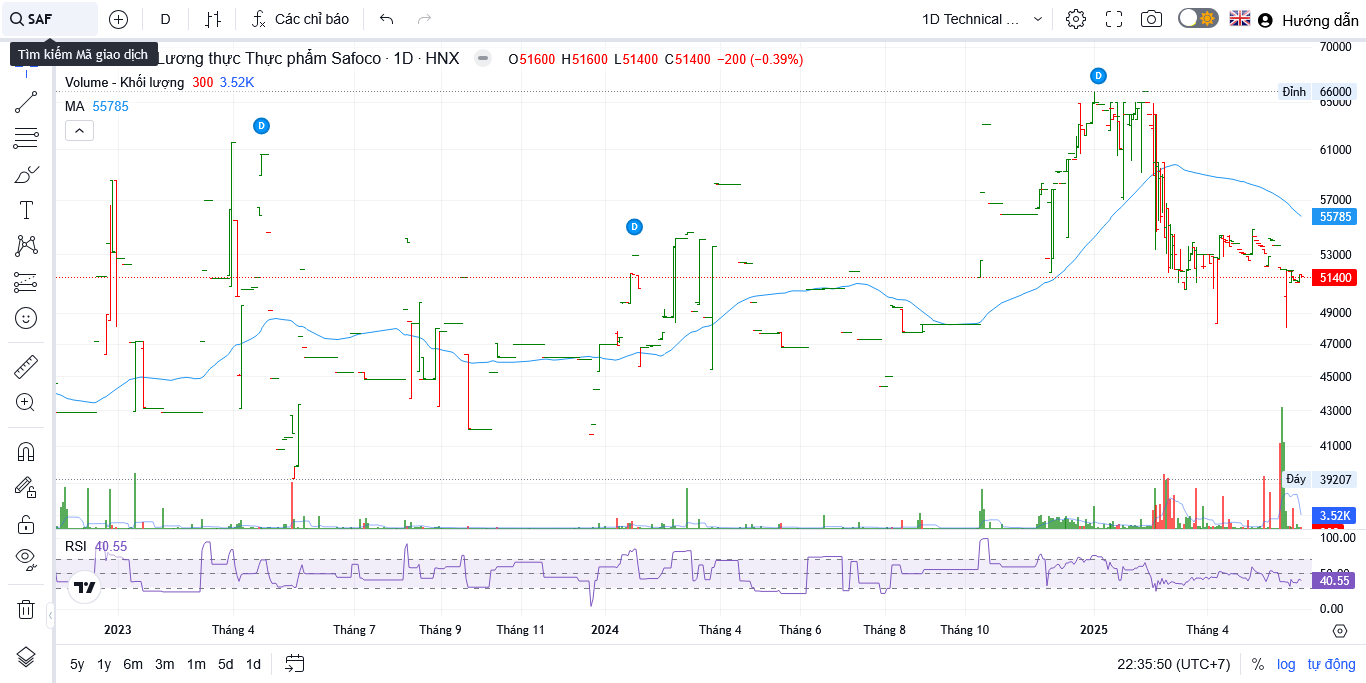 SAF D Các chỉ báo 1D Technical ... Hướng dẫn
Tìm kiếm Mã giao dịch Lương thực Thực phẩm Safoco · 1D · HNX O51600 H51600 L51400 C51400 −200 (−0.39%)
Volume - Khối lượng 300 3.52K
MA 55785
D
D
D
70000
Đỉnh 66000
65000
61000
57000
55785
53000
51400
49000
47000
45000
43000
41000
Đáy 39207
3.52K
RSI 40.55
100.00
40.55
0.00
2023 Tháng 4 Tháng 7 Tháng 9 Tháng 11 2024 Tháng 4 Tháng 6 Tháng 8 Tháng 10 2025 Tháng 4
5y 1y 6m 3m 1m 5d 1d 22:35:50 (UTC+7) % log tự động